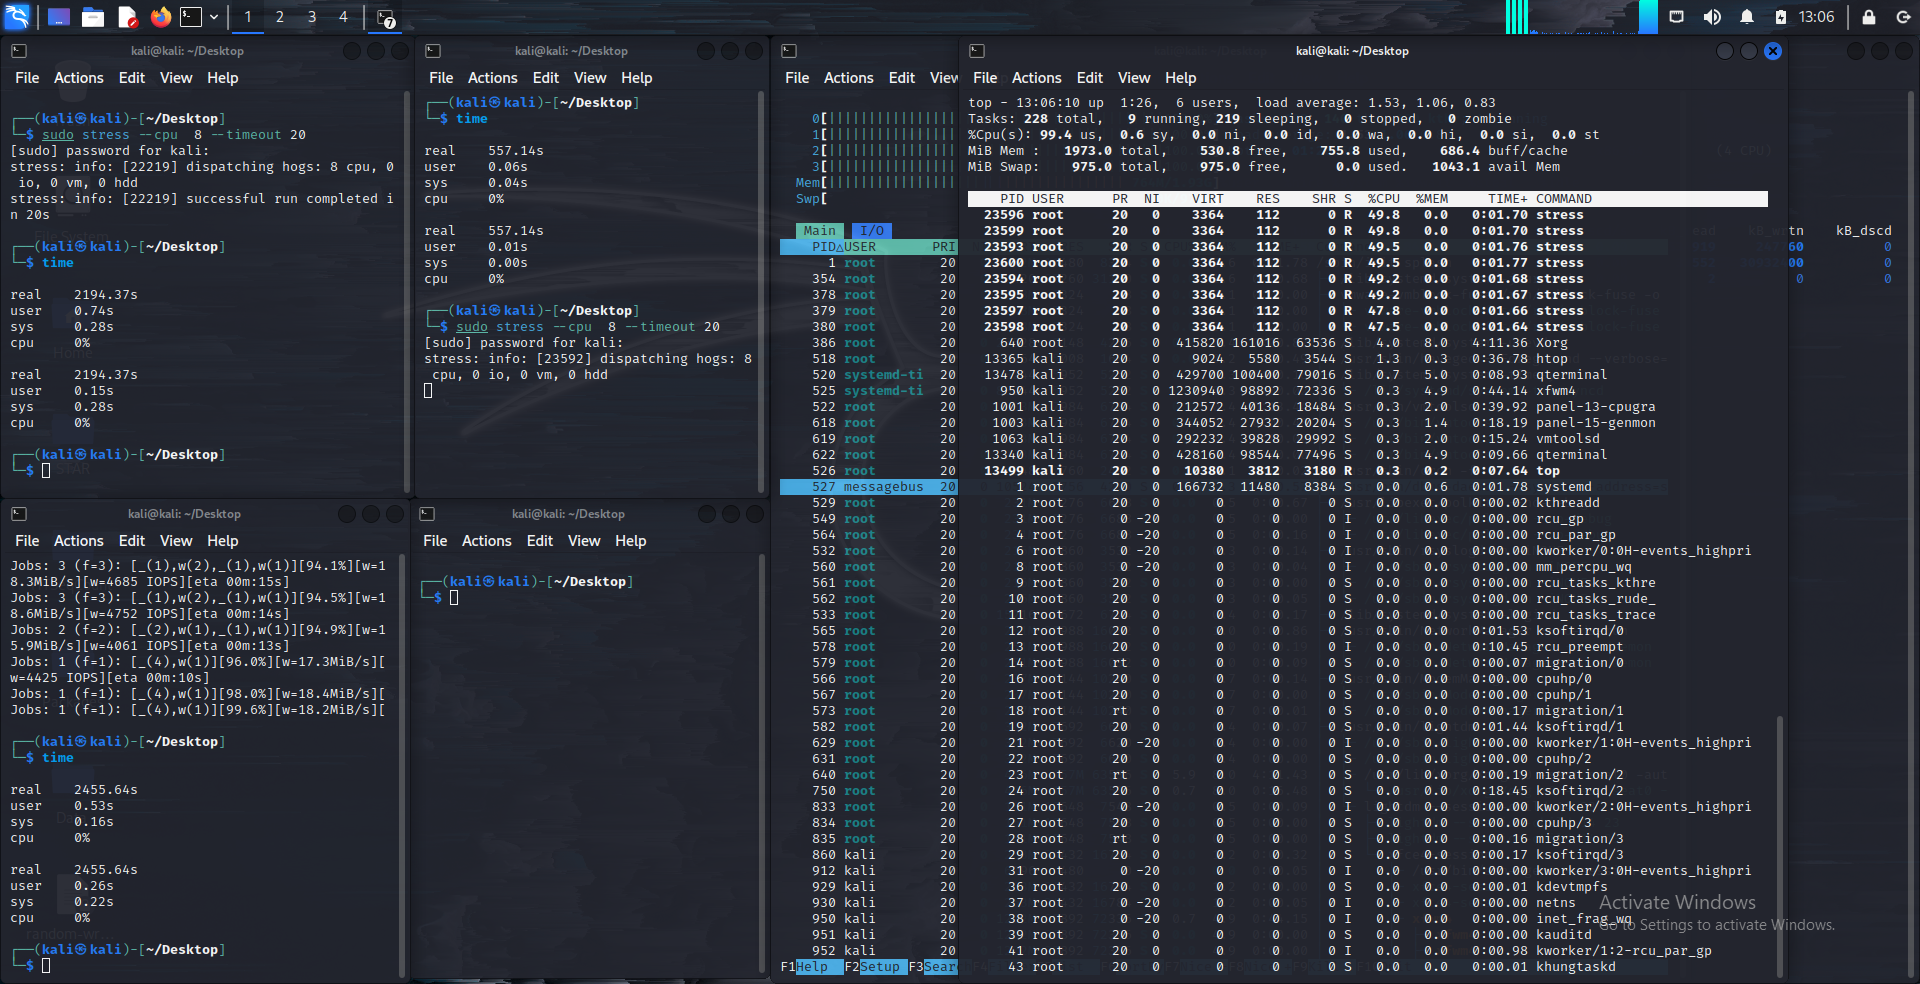 1 2 3 4 7 13:06
kali@kali: ~/Desktop
File Actions Edit View Help
┌──(kali㉿kali)-[~/Desktop]
└─$ sudo stress --cpu  8 --timeout 20
[sudo] password for kali:
stress: info: [22219] dispatching hogs: 8 cpu, 0
 io, 0 vm, 0 hdd
stress: info: [22219] successful run completed i
n 20s
┌──(kali㉿kali)-[~/Desktop]
└─$ time
real    2194.37s
user    0.74s
sys     0.28s
cpu     0%
real    2194.37s
user    0.15s
sys     0.28s
cpu     0%
┌──(kali㉿kali)-[~/Desktop]
└─$
kali@kali: ~/Desktop
File Actions Edit View Help
┌──(kali㉿kali)-[~/Desktop]
└─$ time
real    557.14s
user    0.06s
sys     0.04s
cpu     0%
real    557.14s
user    0.01s
sys     0.00s
cpu     0%
┌──(kali㉿kali)-[~/Desktop]
└─$ sudo stress --cpu  8 --timeout 20
[sudo] password for kali:
stress: info: [23592] dispatching hogs: 8
 cpu, 0 io, 0 vm, 0 hdd
kali@kali: ~/Desktop
File Actions Edit View Help
Jobs: 3 (f=3): [_(1),w(2),_(1),w(1)][94.1%][w=1
8.3MiB/s][w=4685 IOPS][eta 00m:15s]
Jobs: 3 (f=3): [_(1),w(2),_(1),w(1)][94.5%][w=1
8.6MiB/s][w=4752 IOPS][eta 00m:14s]
Jobs: 2 (f=2): [_(2),w(1),_(1),w(1)][94.9%][w=1
5.9MiB/s][w=4061 IOPS][eta 00m:13s]
Jobs: 1 (f=1): [_(4),w(1)][96.0%][w=17.3MiB/s][
w=4425 IOPS][eta 00m:10s]
Jobs: 1 (f=1): [_(4),w(1)][98.0%][w=18.4MiB/s][
Jobs: 1 (f=1): [_(4),w(1)][99.6%][w=18.2MiB/s][
┌──(kali㉿kali)-[~/Desktop]
└─$ time
real    2455.64s
user    0.53s
sys     0.16s
cpu     0%
real    2455.64s
user    0.26s
sys     0.22s
cpu     0%
┌──(kali㉿kali)-[~/Desktop]
└─$
kali@kali: ~/Desktop
File Actions Edit View Help
┌──(kali㉿kali)-[~/Desktop]
└─$
File Actions Edit View
0[||||||||||||||||
1[||||||||||||||||
2[||||||||||||||||
3[||||||||||||||||
Mem[||||||||||||||||
Swp[
Main I/O
PID△USER PRI
1 root 20
354 root 20
378 root 20
379 root 20
380 root 20
386 root 20
518 root 20
520 systemd-ti 20
525 systemd-ti 20
522 root 20
618 root 20
619 root 20
622 root 20
526 root 20
527 messagebus 20
529 root 20
549 root 20
564 root 20
532 root 20
560 root 20
561 root 20
562 root 20
533 root 20
565 root 20
578 root 20
579 root 20
566 root 20
567 root 20
573 root 20
582 root 20
629 root 20
631 root 20
640 root 20
750 root 20
833 root 20
834 root 20
835 root 20
860 kali 20
912 kali 20
929 kali 20
930 kali 20
950 kali 20
951 kali 20
952 kali 20
F1Help F2Setup F3Sear
kali@kali: ~/Desktop
File Actions Edit View Help
top - 13:06:10 up  1:26,  6 users,  load average: 1.53, 1.06, 0.83
Tasks: 228 total,   9 running, 219 sleeping,   0 stopped,   0 zombie
%Cpu(s): 99.4 us,  0.6 sy,  0.0 ni,  0.0 id,  0.0 wa,  0.0 hi,  0.0 si,  0.0 st
MiB Mem :   1973.0 total,    530.8 free,    755.8 used,    686.4 buff/cache
MiB Swap:    975.0 total,    975.0 free,      0.0 used.   1043.1 avail Mem
PID USER PR NI VIRT RES SHR S %CPU %MEM TIME+ COMMAND
23596 root 20 0 3364 112 0 R 49.8 0.0 0:01.70 stress
23599 root 20 0 3364 112 0 R 49.8 0.0 0:01.70 stress
23593 root 20 0 3364 112 0 R 49.5 0.0 0:01.76 stress
23600 root 20 0 3364 112 0 R 49.5 0.0 0:01.77 stress
23594 root 20 0 3364 112 0 R 49.2 0.0 0:01.68 stress
23595 root 20 0 3364 112 0 R 49.2 0.0 0:01.67 stress
23597 root 20 0 3364 112 0 R 47.8 0.0 0:01.66 stress
23598 root 20 0 3364 112 0 R 47.5 0.0 0:01.64 stress
640 root 20 0 415820 161016 63536 S 4.0 8.0 4:11.36 Xorg
13365 kali 20 0 9024 5580 3544 S 1.3 0.3 0:36.78 htop
13478 kali 20 0 429700 100400 79016 S 0.7 5.0 0:08.93 qterminal
950 kali 20 0 1230940 98892 72336 S 0.3 4.9 0:44.14 xfwm4
1001 kali 20 0 212572 40136 18484 S 0.3 2.0 0:39.92 panel-13-cpugra
1003 kali 20 0 344052 27932 20204 S 0.3 1.4 0:18.19 panel-15-genmon
1063 kali 20 0 292232 39828 29992 S 0.3 2.0 0:15.24 vmtoolsd
13340 kali 20 0 428160 98544 77496 S 0.3 4.9 0:09.66 qterminal
13499 kali 20 0 10380 3812 3180 R 0.3 0.2 0:07.64 top
1 root 20 0 166732 11480 8384 S 0.0 0.6 0:01.78 systemd
2 root 20 0 0 0 0 S 0.0 0.0 0:00.02 kthreadd
3 root 0 -20 0 0 0 I 0.0 0.0 0:00.00 rcu_gp
4 root 0 -20 0 0 0 I 0.0 0.0 0:00.00 rcu_par_gp
6 root 0 -20 0 0 0 I 0.0 0.0 0:00.00 kworker/0:0H-events_highpri
8 root 0 -20 0 0 0 I 0.0 0.0 0:00.00 mm_percpu_wq
9 root 20 0 0 0 0 S 0.0 0.0 0:00.00 rcu_tasks_kthre
10 root 20 0 0 0 0 S 0.0 0.0 0:00.00 rcu_tasks_rude_
11 root 20 0 0 0 0 S 0.0 0.0 0:00.00 rcu_tasks_trace
12 root 20 0 0 0 0 S 0.0 0.0 0:01.53 ksoftirqd/0
13 root 20 0 0 0 0 I 0.0 0.0 0:10.45 rcu_preempt
14 root rt 0 0 0 0 S 0.0 0.0 0:00.07 migration/0
16 root 20 0 0 0 0 S 0.0 0.0 0:00.00 cpuhp/0
17 root 20 0 0 0 0 S 0.0 0.0 0:00.00 cpuhp/1
18 root rt 0 0 0 0 S 0.0 0.0 0:00.17 migration/1
19 root 20 0 0 0 0 S 0.0 0.0 0:01.44 ksoftirqd/1
21 root 0 -20 0 0 0 I 0.0 0.0 0:00.00 kworker/1:0H-events_highpri
22 root 20 0 0 0 0 S 0.0 0.0 0:00.00 cpuhp/2
23 root rt 0 0 0 0 S 0.0 0.0 0:00.19 migration/2
24 root 20 0 0 0 0 S 0.0 0.0 0:18.45 ksoftirqd/2
26 root 0 -20 0 0 0 I 0.0 0.0 0:00.00 kworker/2:0H-events_highpri
27 root 20 0 0 0 0 S 0.0 0.0 0:00.00 cpuhp/3
28 root rt 0 0 0 0 S 0.0 0.0 0:00.16 migration/3
29 root 20 0 0 0 0 S 0.0 0.0 0:00.17 ksoftirqd/3
31 root 0 -20 0 0 0 I 0.0 0.0 0:00.00 kworker/3:0H-events_highpri
36 root 20 0 0 0 0 S 0.0 0.0 0:00.01 kdevtmpfs
37 root 0 -20 0 0 0 I 0.0 0.0 0:00.00 netns
38 root 0 -20 0 0 0 I 0.0 0.0 0:00.00 inet_frag_wq
39 root 20 0 0 0 0 S 0.0 0.0 0:00.00 kauditd
41 root 20 0 0 0 0 I 0.0 0.0 0:00.98 kworker/1:2-rcu_par_gp
43 root 20 0 0 0 0 S 0.0 0.0 0:00.01 khungtaskd
kB_wrtn kB_dscd
60 0
00 0
0 0
Activate Windows
Go to Settings to activate Windows.